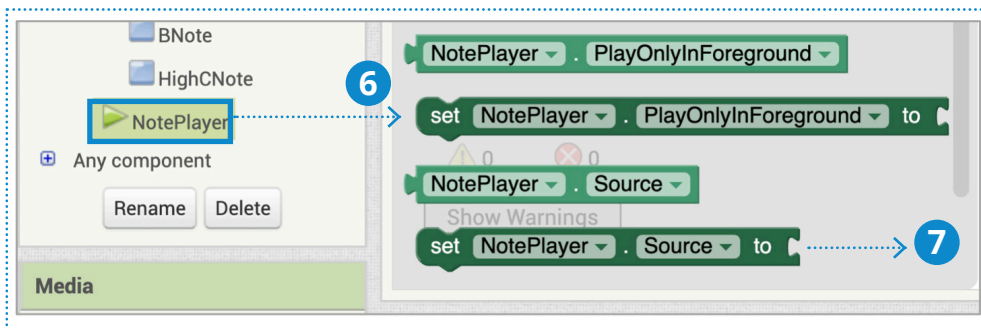 BNote
HighCNote
NotePlayer
Any component
Rename Delete
Media
6
NotePlayer . PlayOnlyInForeground
set NotePlayer . PlayOnlyInForeground to
0 0
NotePlayer . Source
Show Warnings
set NotePlayer . Source to
7